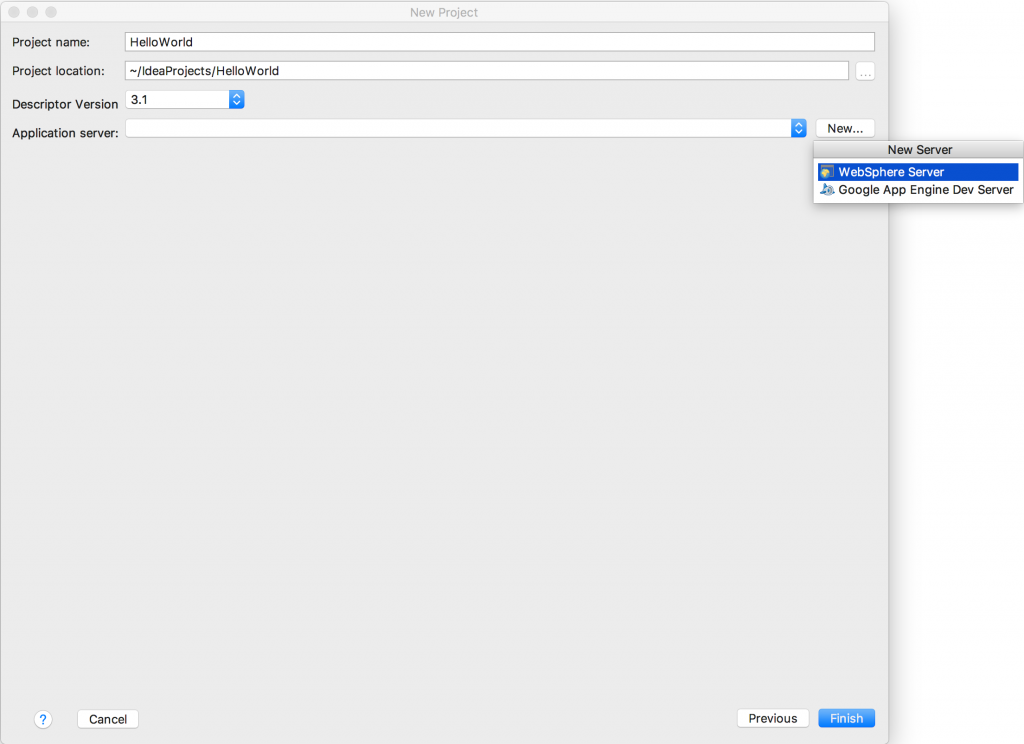 New Project
Project name: HelloWorld
Project location: ~/IdeaProjects/HelloWorld ...
Descriptor Version 3.1
Application server: New...
New Server
WebSphere Server
Google App Engine Dev Server
? Cancel Previous Finish